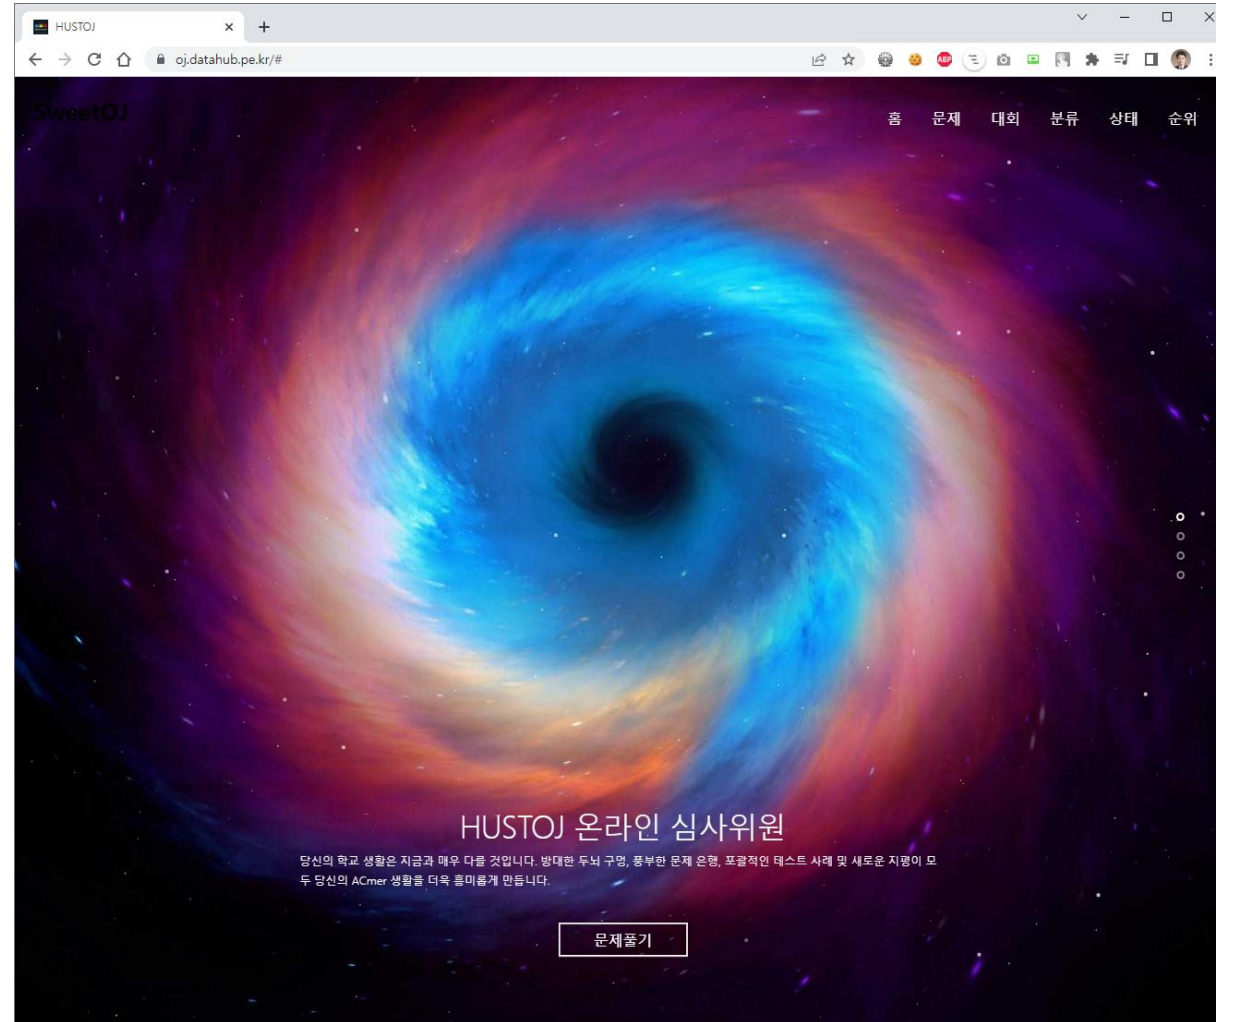 HUSTOJ
oj.datahub.pe.kr/#
ABP
SweetOJ
홈 문제 대회 분류 상태 순위
HUSTOJ 온라인 심사위원
당신의 학교 생활은 지금과 매우 다를 것입니다. 방대한 두뇌 구멍, 풍부한 문제 은행, 포괄적인 테스트 사례 및 새로운 지평이 모
두 당신의 ACmer 생활을 더욱 흥미롭게 만듭니다.
문제풀기